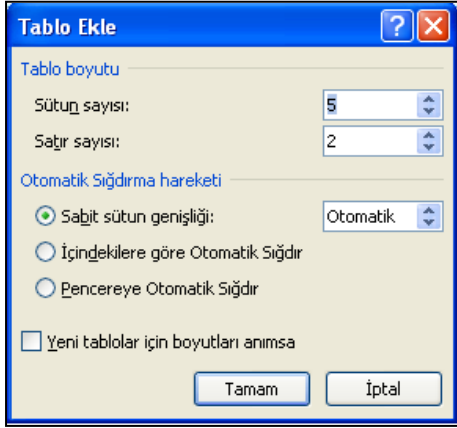 Tablo Ekle
Tablo boyutu
Sütun sayısı: 5
Satır sayısı: 2
Otomatik Sığdırma hareketi
Sabit sütun genişliği: Otomatik
İçindekilere göre Otomatik Sığdır
Pencereye Otomatik Sığdır
Yeni tablolar için boyutları anımsa
Tamam İptal